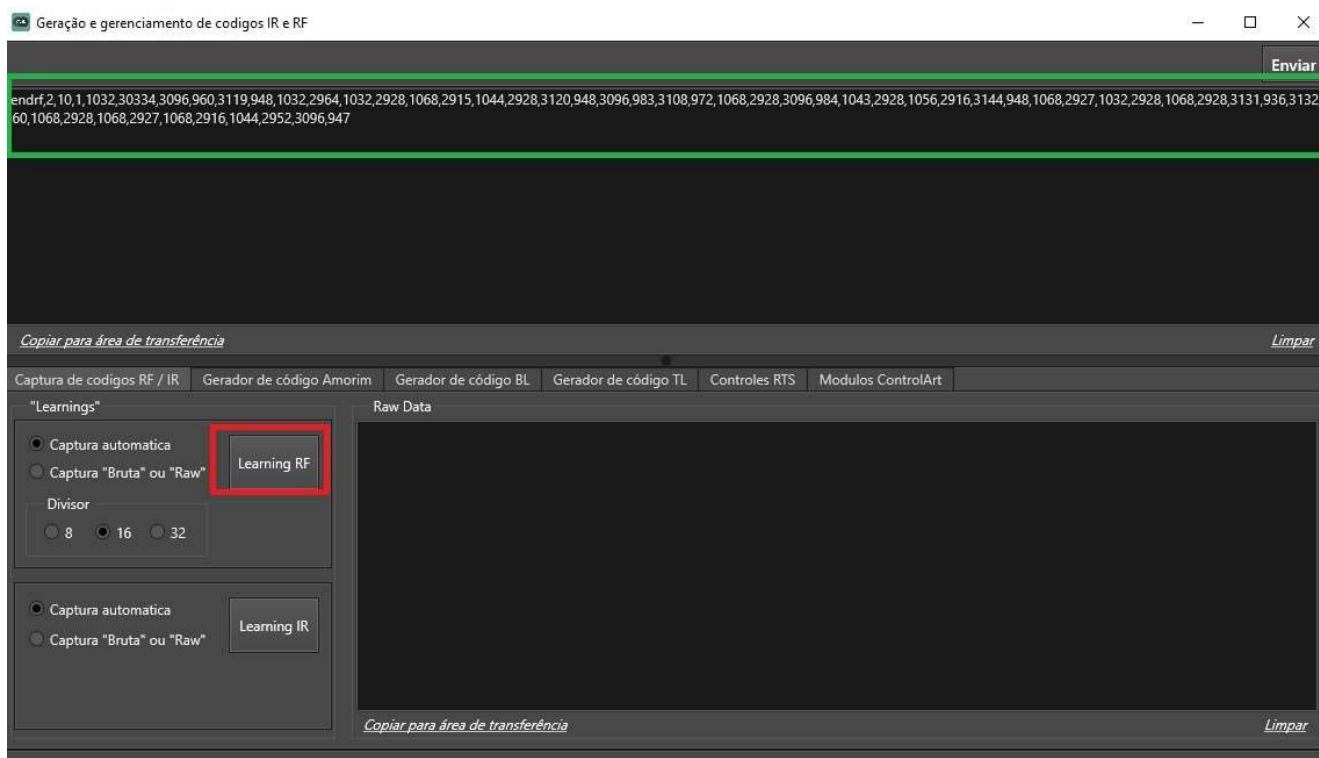 Geração e gerenciamento de codigos IR e RF
Enviar
endrf,2,10,1,1032,30334,3096,960,3119,948,1032,2964,1032,2928,1068,2915,1044,2928,3120,948,3096,983,3108,972,1068,2928,3096,984,1043,2928,1056,2916,3144,948,1068,2927,1032,2928,1068,2928,3131,936,3132
60,1068,2928,1068,2927,1068,2916,1044,2952,3096,947
Copiar para área de transferência Limpar
Captura de codigos RF / IR Gerador de código Amorim Gerador de código BL Gerador de código TL Controles RTS Modulos ControlArt
"Learnings" Raw Data
Captura automatica
Learning RF
Captura "Bruta" ou "Raw"
Divisor
8 16 32
Captura automatica
Learning IR
Captura "Bruta" ou "Raw"
Copiar para área de transferência Limpar